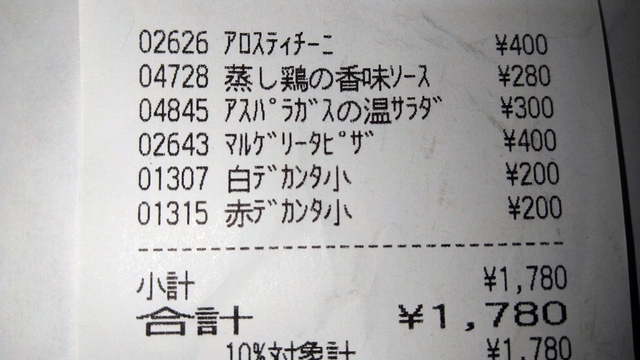 02626 ｱﾛｽﾃｨﾁｰﾆ ¥400
04728 蒸し鶏の香味ｿｰｽ ¥280
04845 ｱｽﾊﾟﾗｶﾞｽの温ｻﾗﾀﾞ ¥300
02643 ﾏﾙｹﾞﾘｰﾀﾋﾟｻﾞ ¥400
01307 白ﾃﾞｶﾝﾀ小 ¥200
01315 赤ﾃﾞｶﾝﾀ小 ¥200
小計 ¥1,780
合計 ¥1,780
10%対象計 ¥1,780